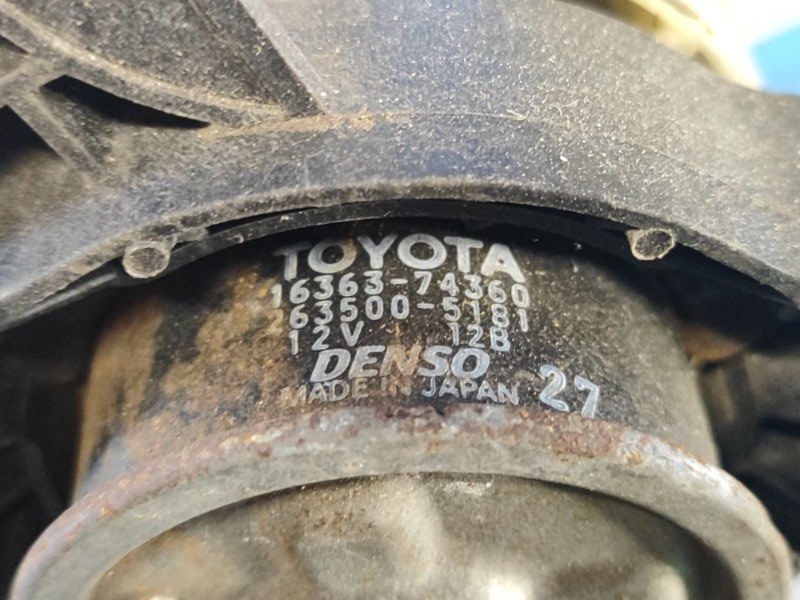 TOYOTA
16363-74360
263500-5181
12V 12B
DENSO
MADE IN JAPAN 27